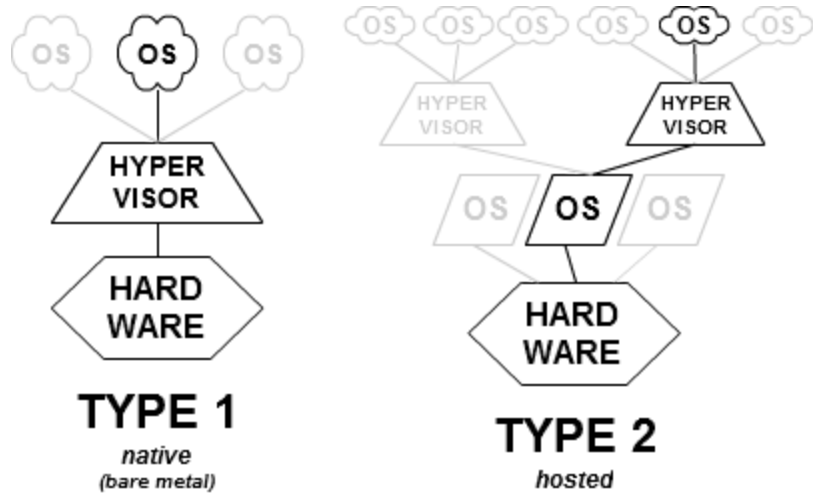 OS OS OS
HYPER
VISOR
HARD
WARE
TYPE 1
native
(bare metal)
OS OS OS OS OS OS
HYPER HYPER
VISOR VISOR
OS OS OS
HARD
WARE
TYPE 2
hosted